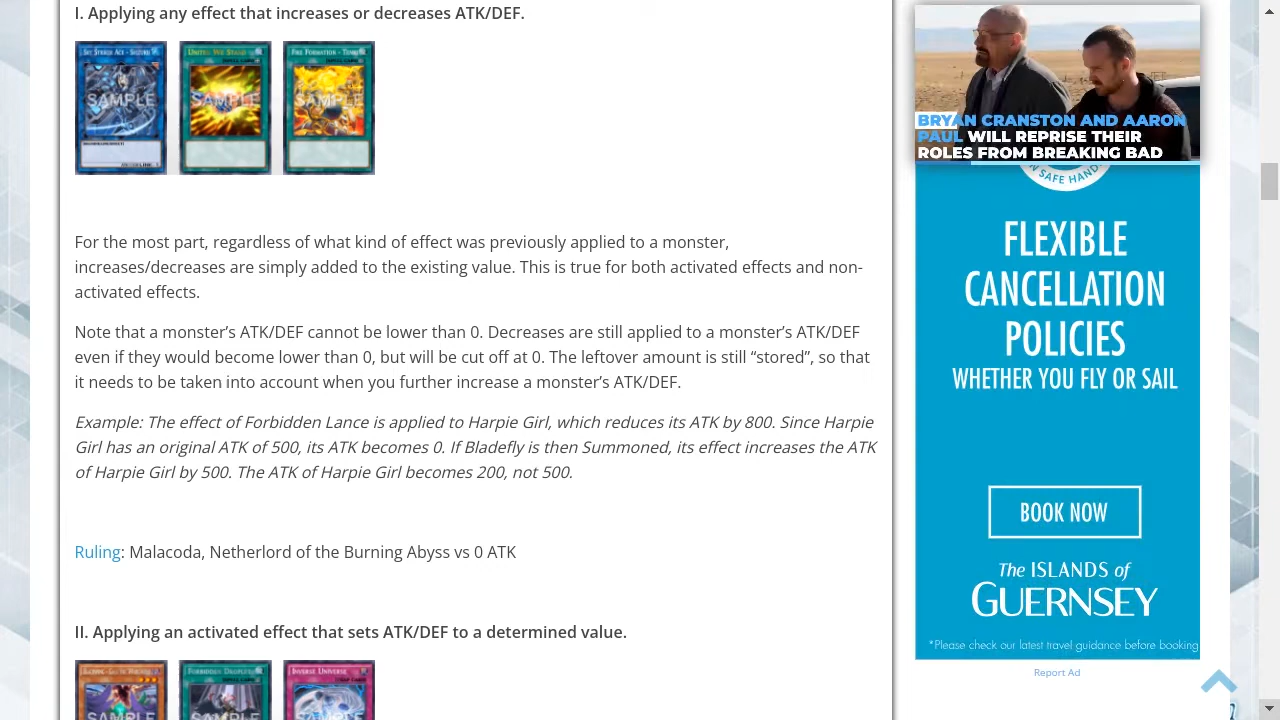 I. Applying any effect that increases or decreases ATK/DEF.
UNITED WE STAND
SAMPLE
SAMPLE
SAMPLE
For the most part, regardless of what kind of effect was previously applied to a monster,
increases/decreases are simply added to the existing value. This is true for both activated effects and non-
activated effects.
Note that a monster’s ATK/DEF cannot be lower than 0. Decreases are still applied to a monster’s ATK/DEF
even if they would become lower than 0, but will be cut off at 0. The leftover amount is still “stored”, so that
it needs to be taken into account when you further increase a monster’s ATK/DEF.
Example: The effect of Forbidden Lance is applied to Harpie Girl, which reduces its ATK by 800. Since Harpie
Girl has an original ATK of 500, its ATK becomes 0. If Bladefly is then Summoned, its effect increases the ATK
of Harpie Girl by 500. The ATK of Harpie Girl becomes 200, not 500.
Ruling: Malacoda, Netherlord of the Burning Abyss vs 0 ATK
II. Applying an activated effect that sets ATK/DEF to a determined value.
FORBIDDEN DROPLET
INVERSE UNIVERSE
SAMPLE
SAMPLE
SAMPLE
BRYAN CRANSTON AND AARON
PAUL WILL REPRISE THEIR
ROLES FROM BREAKING BAD
SAFE HAND
FLEXIBLE
CANCELLATION
POLICIES
WHETHER YOU FLY OR SAIL
BOOK NOW
The ISLANDS of
GUERNSEY
*Please check our latest travel guidance before booking
Report Ad